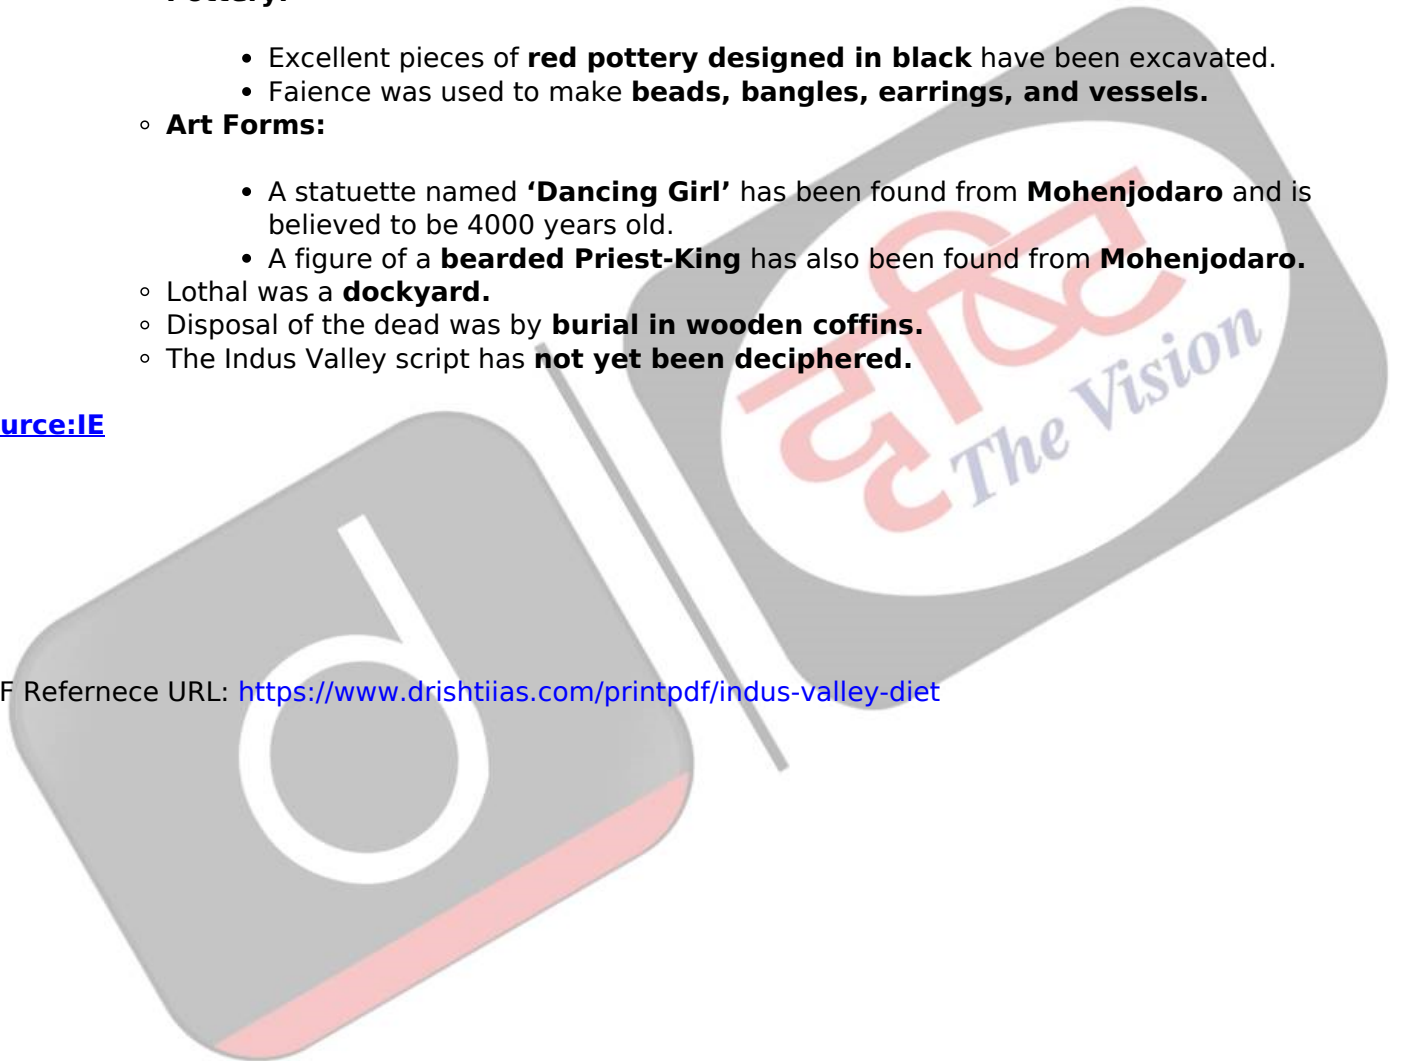 Pottery:
• Excellent pieces of red pottery designed in black have been excavated.
• Faience was used to make beads, bangles, earrings, and vessels.
◦ Art Forms:
• A statuette named ‘Dancing Girl’ has been found from Mohenjodaro and is
believed to be 4000 years old.
• A figure of a bearded Priest-King has also been found from Mohenjodaro.
◦ Lothal was a dockyard.
◦ Disposal of the dead was by burial in wooden coffins.
◦ The Indus Valley script has not yet been deciphered.
urce:IE
दृष्टि
The Vision
d
F Refernece URL: https://www.drishtiias.com/printpdf/indus-valley-diet